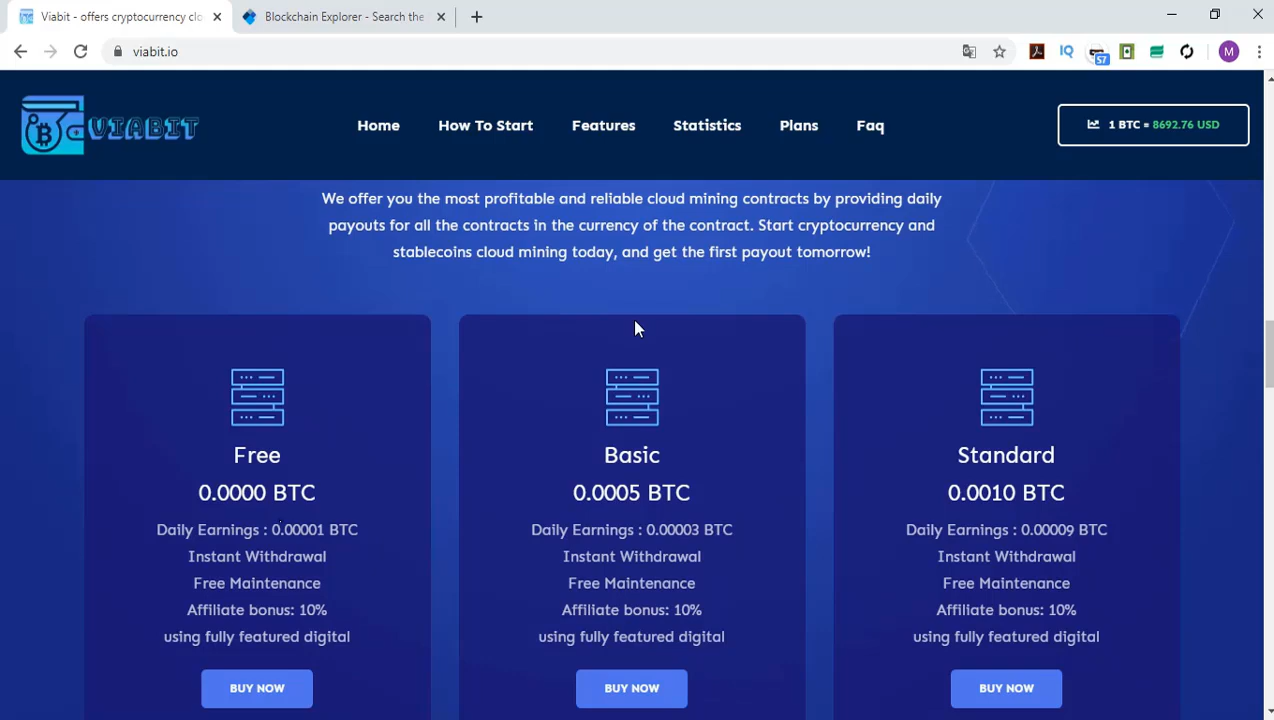 Viabit - offers cryptocurrency clo
Blockchain Explorer - Search the
viabit.io
IQ
57
M
VIABIT
Home
How To Start
Features
Statistics
Plans
Faq
1 BTC = 8692.76 USD
We offer you the most profitable and reliable cloud mining contracts by providing daily
payouts for all the contracts in the currency of the contract. Start cryptocurrency and
stablecoins cloud mining today, and get the first payout tomorrow!
Free
0.0000 BTC
Daily Earnings : 0.00001 BTC
Instant Withdrawal
Free Maintenance
Affiliate bonus: 10%
using fully featured digital
BUY NOW
Basic
0.0005 BTC
Daily Earnings : 0.00003 BTC
Instant Withdrawal
Free Maintenance
Affiliate bonus: 10%
using fully featured digital
BUY NOW
Standard
0.0010 BTC
Daily Earnings : 0.00009 BTC
Instant Withdrawal
Free Maintenance
Affiliate bonus: 10%
using fully featured digital
BUY NOW